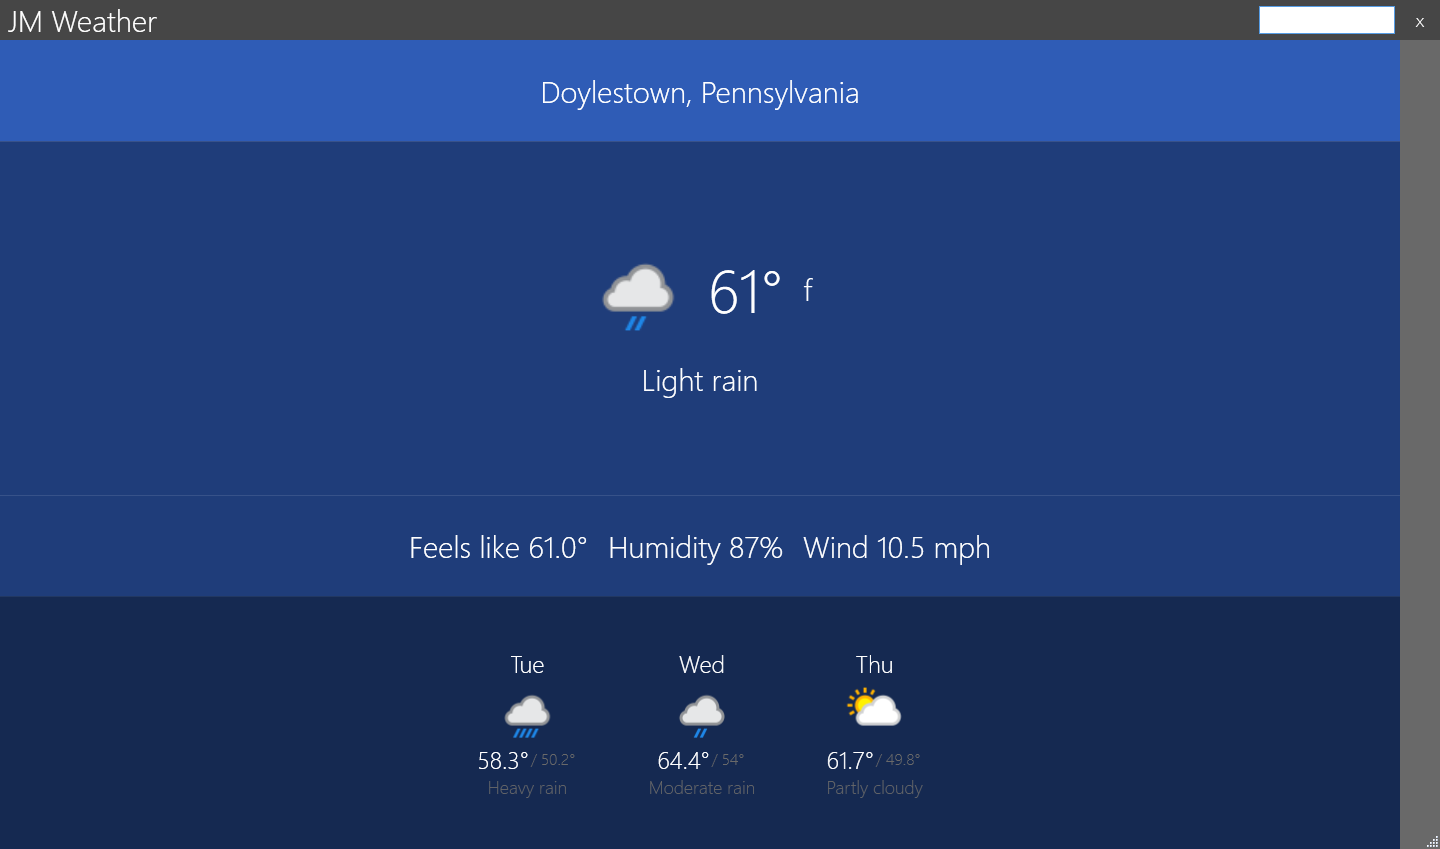 JM Weather x
Doylestown, Pennsylvania
61° f
Light rain
Feels like 61.0° Humidity 87% Wind 10.5 mph
Tue Wed Thu
58.3° / 50.2° 64.4° / 54° 61.7° / 49.8°
Heavy rain Moderate rain Partly cloudy